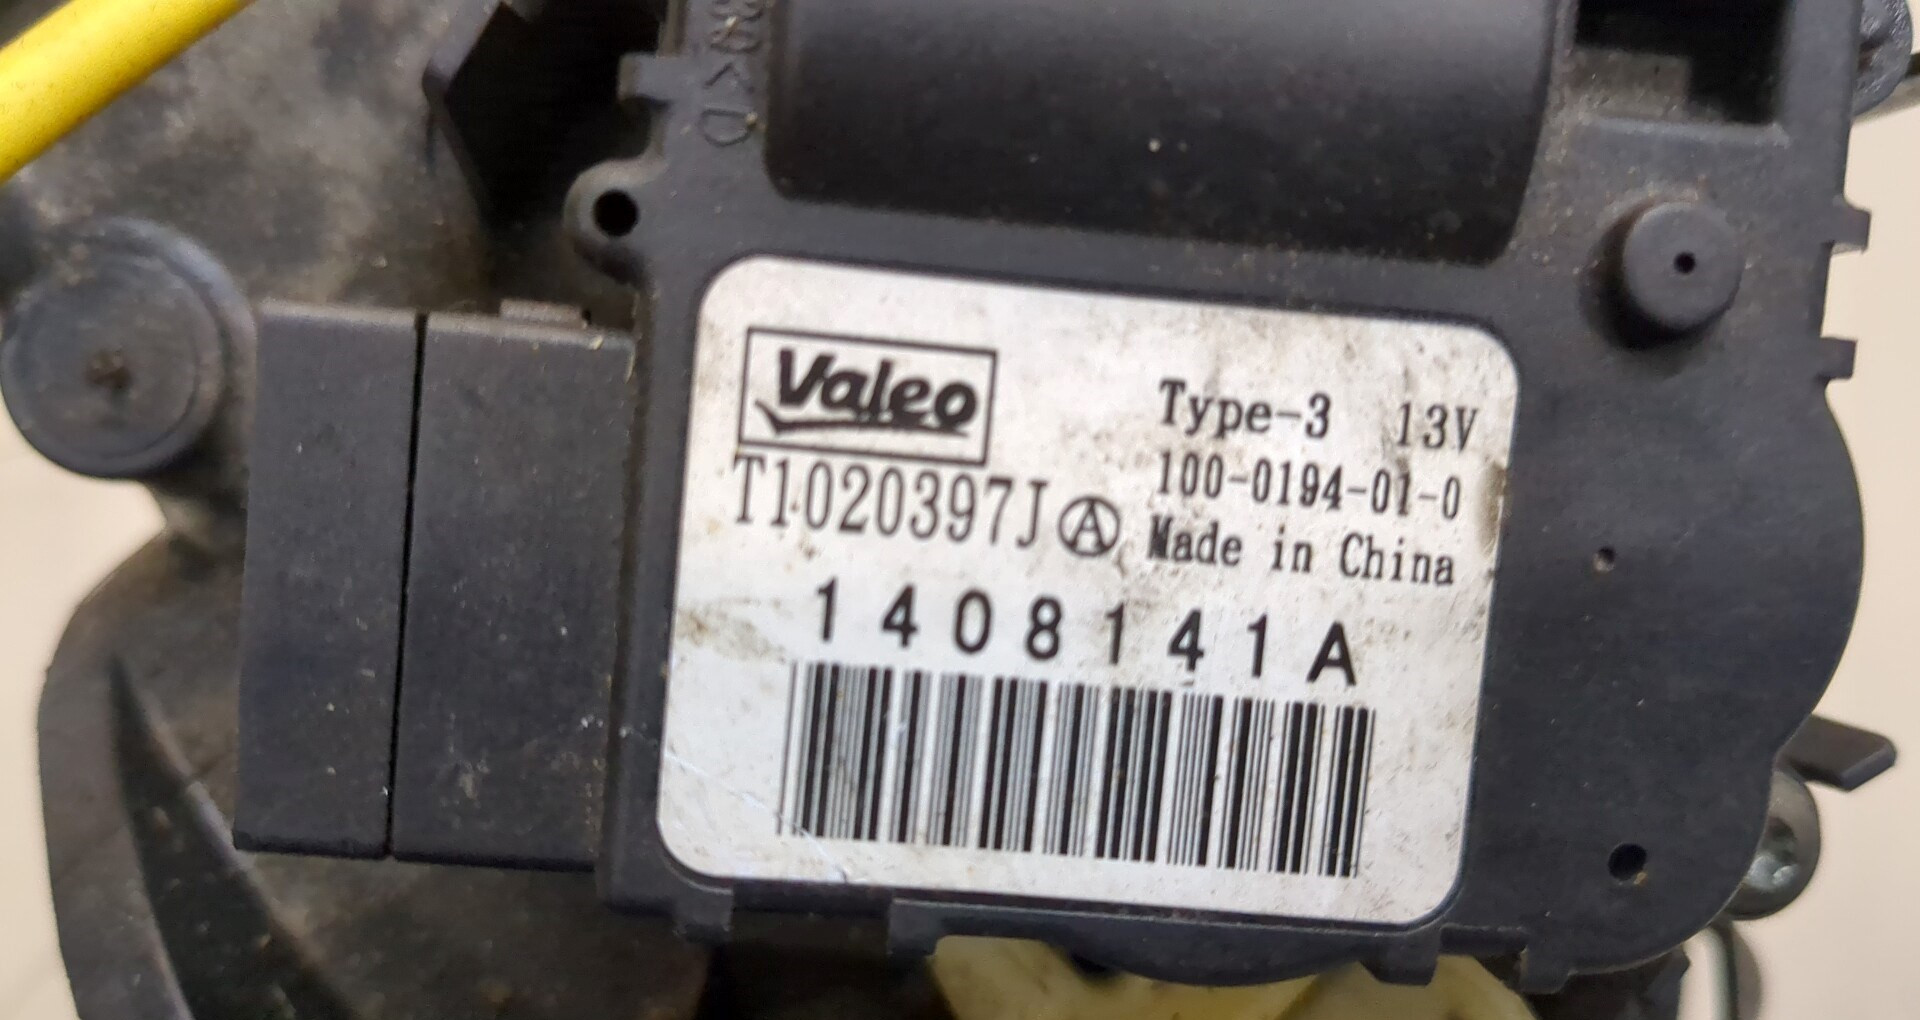 Valeo
Type-3 13V
T1020397J Ⓐ
100-0194-01-0
Made in China
1408141A